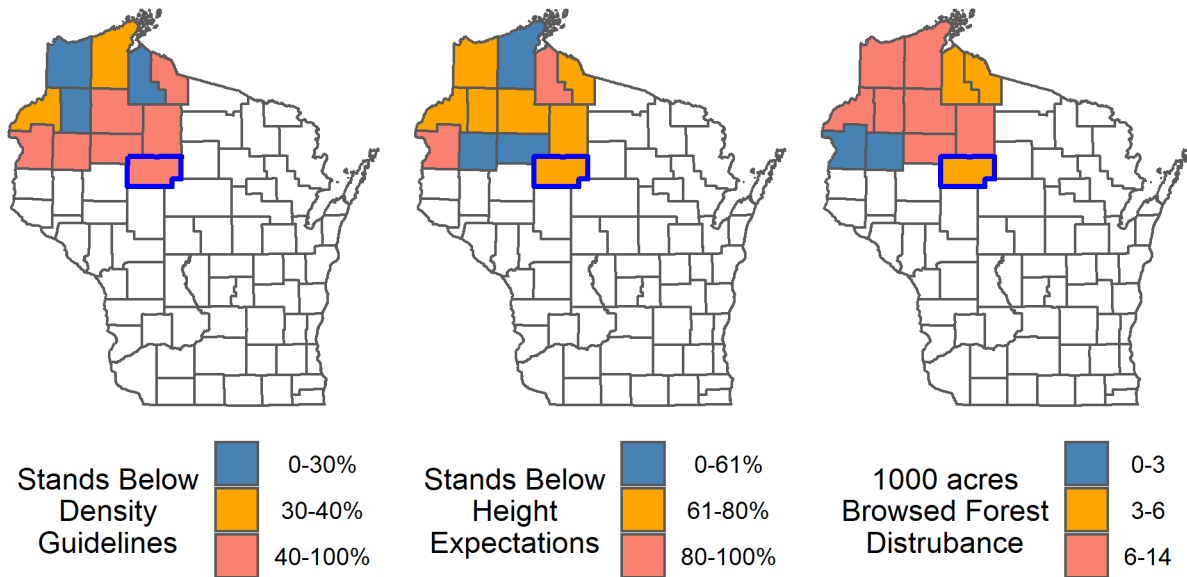 Stands Below
Density
Guidelines
0-30%
30-40%
40-100%
Stands Below
Height
Expectations
0-61%
61-80%
80-100%
1000 acres
Browsed Forest
Distrubance
0-3
3-6
6-14